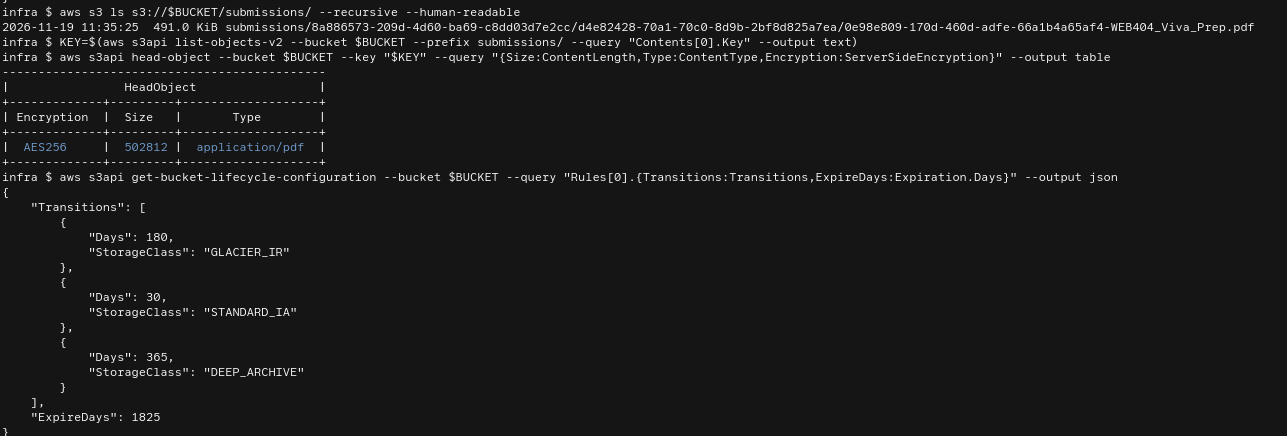 }
infra $ aws s3 ls s3://$BUCKET/submissions/ --recursive --human-readable
2026-11-19 11:35:25  491.0 KiB submissions/8a886573-209d-4d60-ba69-c8dd03d7e2cc/d4e82428-70a1-70c0-8d9b-2bf8d825a7ea/0e98e809-170d-460d-adfe-66a1b4a65af4-WEB404_Viva_Prep.pdf
infra $ KEY=$(aws s3api list-objects-v2 --bucket $BUCKET --prefix submissions/ --query "Contents[0].Key" --output text)
infra $ aws s3api head-object --bucket $BUCKET --key "$KEY" --query "{Size:ContentLength,Type:ContentType,Encryption:ServerSideEncryption}" --output table
--------------------------------------------
|                HeadObject                 |
+-------------+---------+-------------------+
| Encryption  |  Size   |       Type        |
+-------------+---------+-------------------+
|  AES256     |  502812 |  application/pdf  |
+-------------+---------+-------------------+
infra $ aws s3api get-bucket-lifecycle-configuration --bucket $BUCKET --query "Rules[0].{Transitions:Transitions,ExpireDays:Expiration.Days}" --output json
{
    "Transitions": [
        {
            "Days": 180,
            "StorageClass": "GLACIER_IR"
        },
        {
            "Days": 30,
            "StorageClass": "STANDARD_IA"
        },
        {
            "Days": 365,
            "StorageClass": "DEEP_ARCHIVE"
        }
    ],
    "ExpireDays": 1825
}